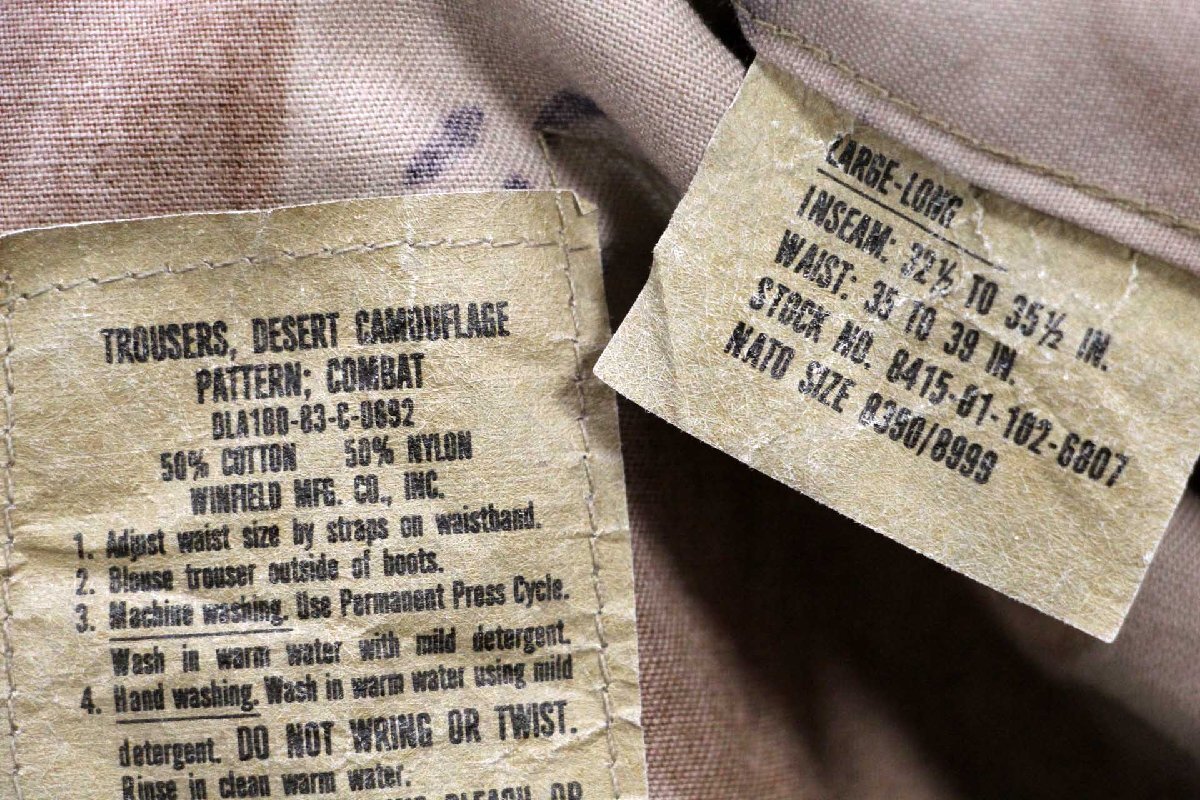 TROUSERS, DESERT CAMOUFLAGE
PATTERN; COMBAT
DLA100-83-C-0692
50% COTTON 50% NYLON
WINFIELD MFG. CO., INC.
1. Adjust waist size by straps on waistband.
2. Blouse trouser outside of boots.
3. Machine washing. Use Permanent Press Cycle.
Wash in warm water with mild detergent.
4. Hand washing. Wash in warm water using mild
detergent. DO NOT WRING OR TWIST.
Rinse in clean warm water.
BLEACH OR
LARGE-LONG
INSEAM: 32½ TO 35½ IN.
WAIST: 35 TO 39 IN.
STOCK NO. 8415-01-102-6807
NATO SIZE 8390/8999